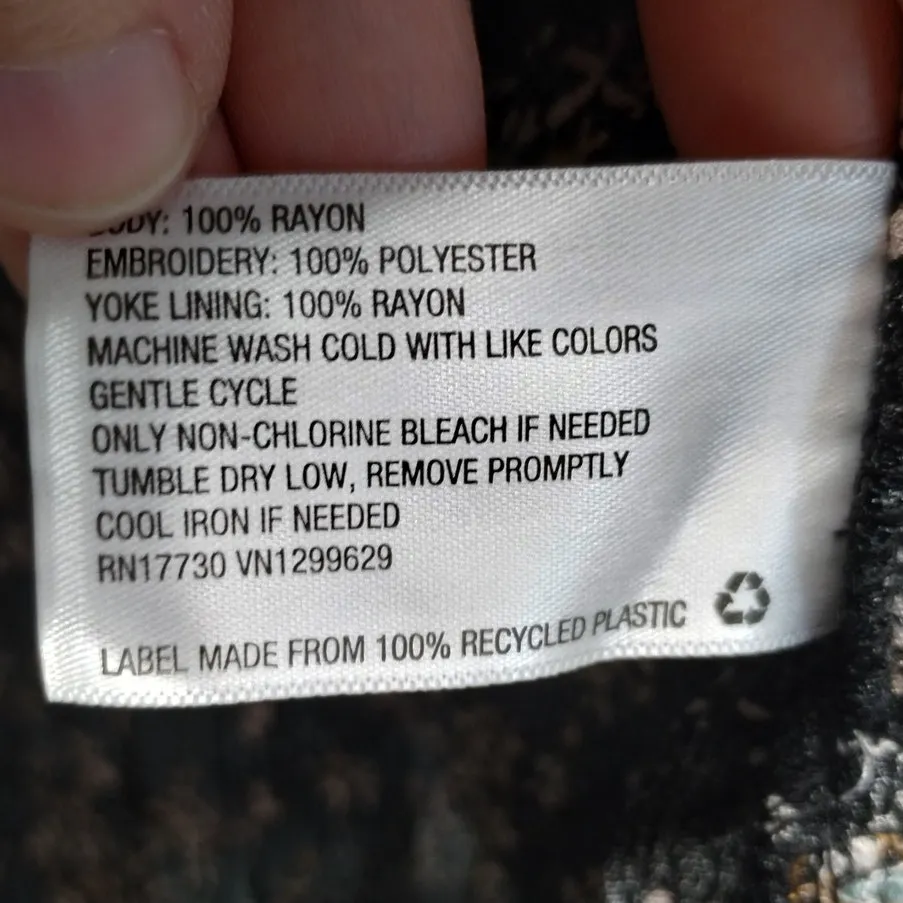 BODY: 100% RAYON
EMBROIDERY: 100% POLYESTER
YOKE LINING: 100% RAYON
MACHINE WASH COLD WITH LIKE COLORS
GENTLE CYCLE
ONLY NON-CHLORINE BLEACH IF NEEDED
TUMBLE DRY LOW, REMOVE PROMPTLY
COOL IRON IF NEEDED
RN17730 VN1299629
LABEL MADE FROM 100% RECYCLED PLASTIC